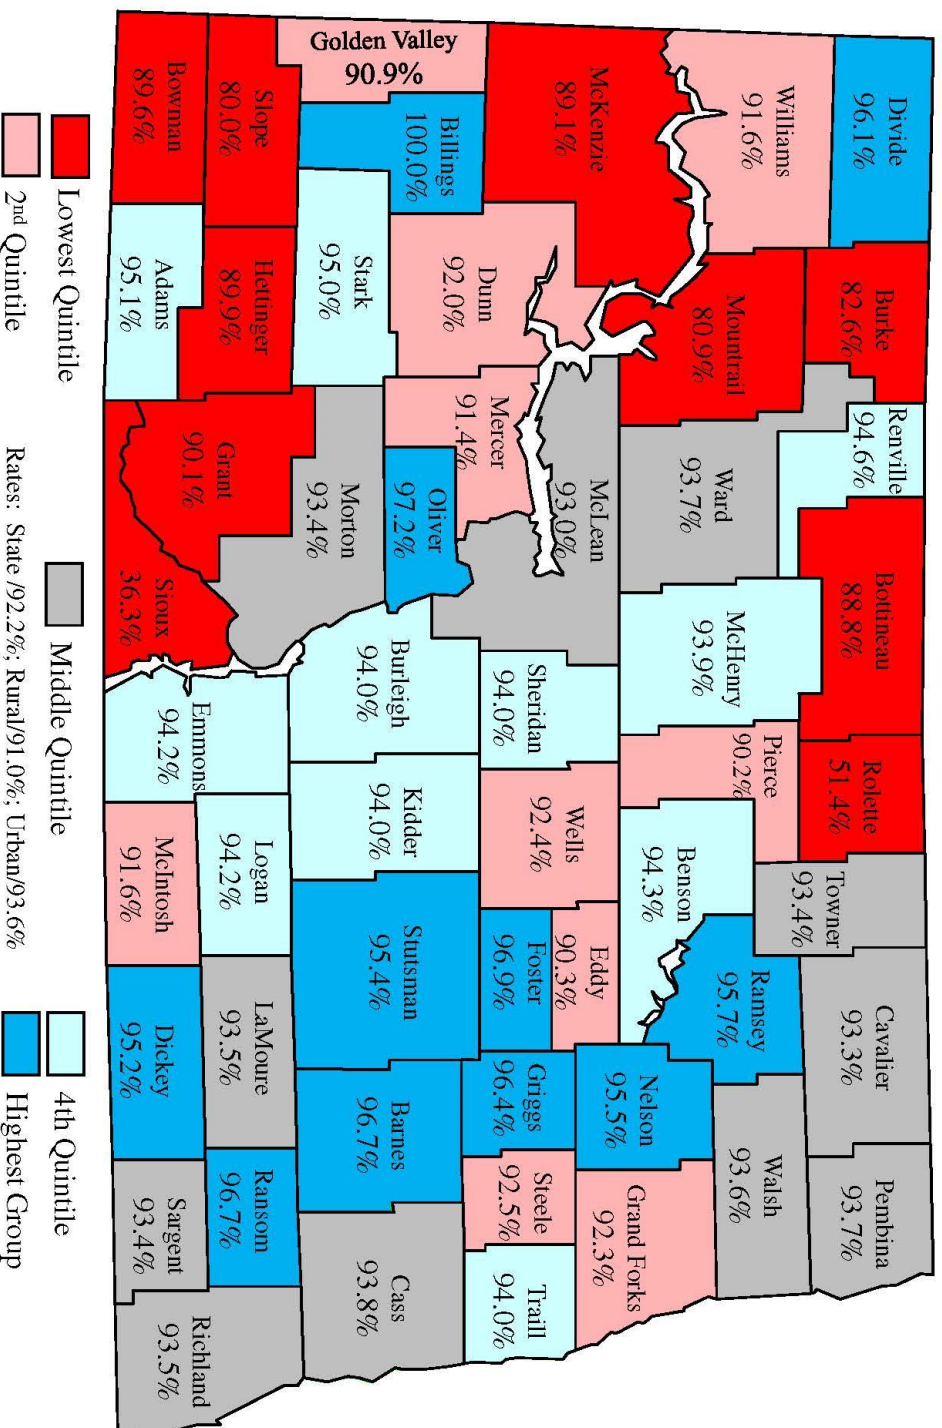 Divide
96.1%
Burke
82.6%
Renville
94.6%
Bottineau
88.8%
Rolette
51.4%
Towner
93.4%
Cavalier
93.3%
Pembina
93.7%
Williams
91.6%
Mountrail
80.9%
Ward
93.7%
McHenry
93.9%
Pierce
90.2%
Benson
94.3%
Ramsey
95.7%
Walsh
93.6%
McKenzie
89.1%
McLean
93.0%
Sheridan
94.0%
Wells
92.4%
Eddy
90.3%
Foster
96.9%
Nelson
95.5%
Grand Forks
92.3%
Griggs
96.4%
Steele
92.5%
Traill
94.0%
Golden Valley
90.9%
Billings
100.0%
Dunn
92.0%
Mercer
91.4%
Oliver
97.2%
Burleigh
94.0%
Kidder
94.0%
Stutsman
95.4%
Barnes
96.7%
Cass
93.8%
Stark
95.0%
Morton
93.4%
Slope
80.0%
Hettinger
89.9%
Grant
90.1%
Emmons
94.2%
Logan
94.2%
LaMoure
93.5%
Ransom
96.7%
Richland
93.5%
Bowman
89.6%
Adams
95.1%
Sioux
36.3%
McIntosh
91.6%
Dickey
95.2%
Sargent
93.4%
Lowest Quintile
2nd Quintile
Middle Quintile
4th Quintile
Highest Group
Rates: State /92.2%; Rural/91.0%; Urban/93.6%